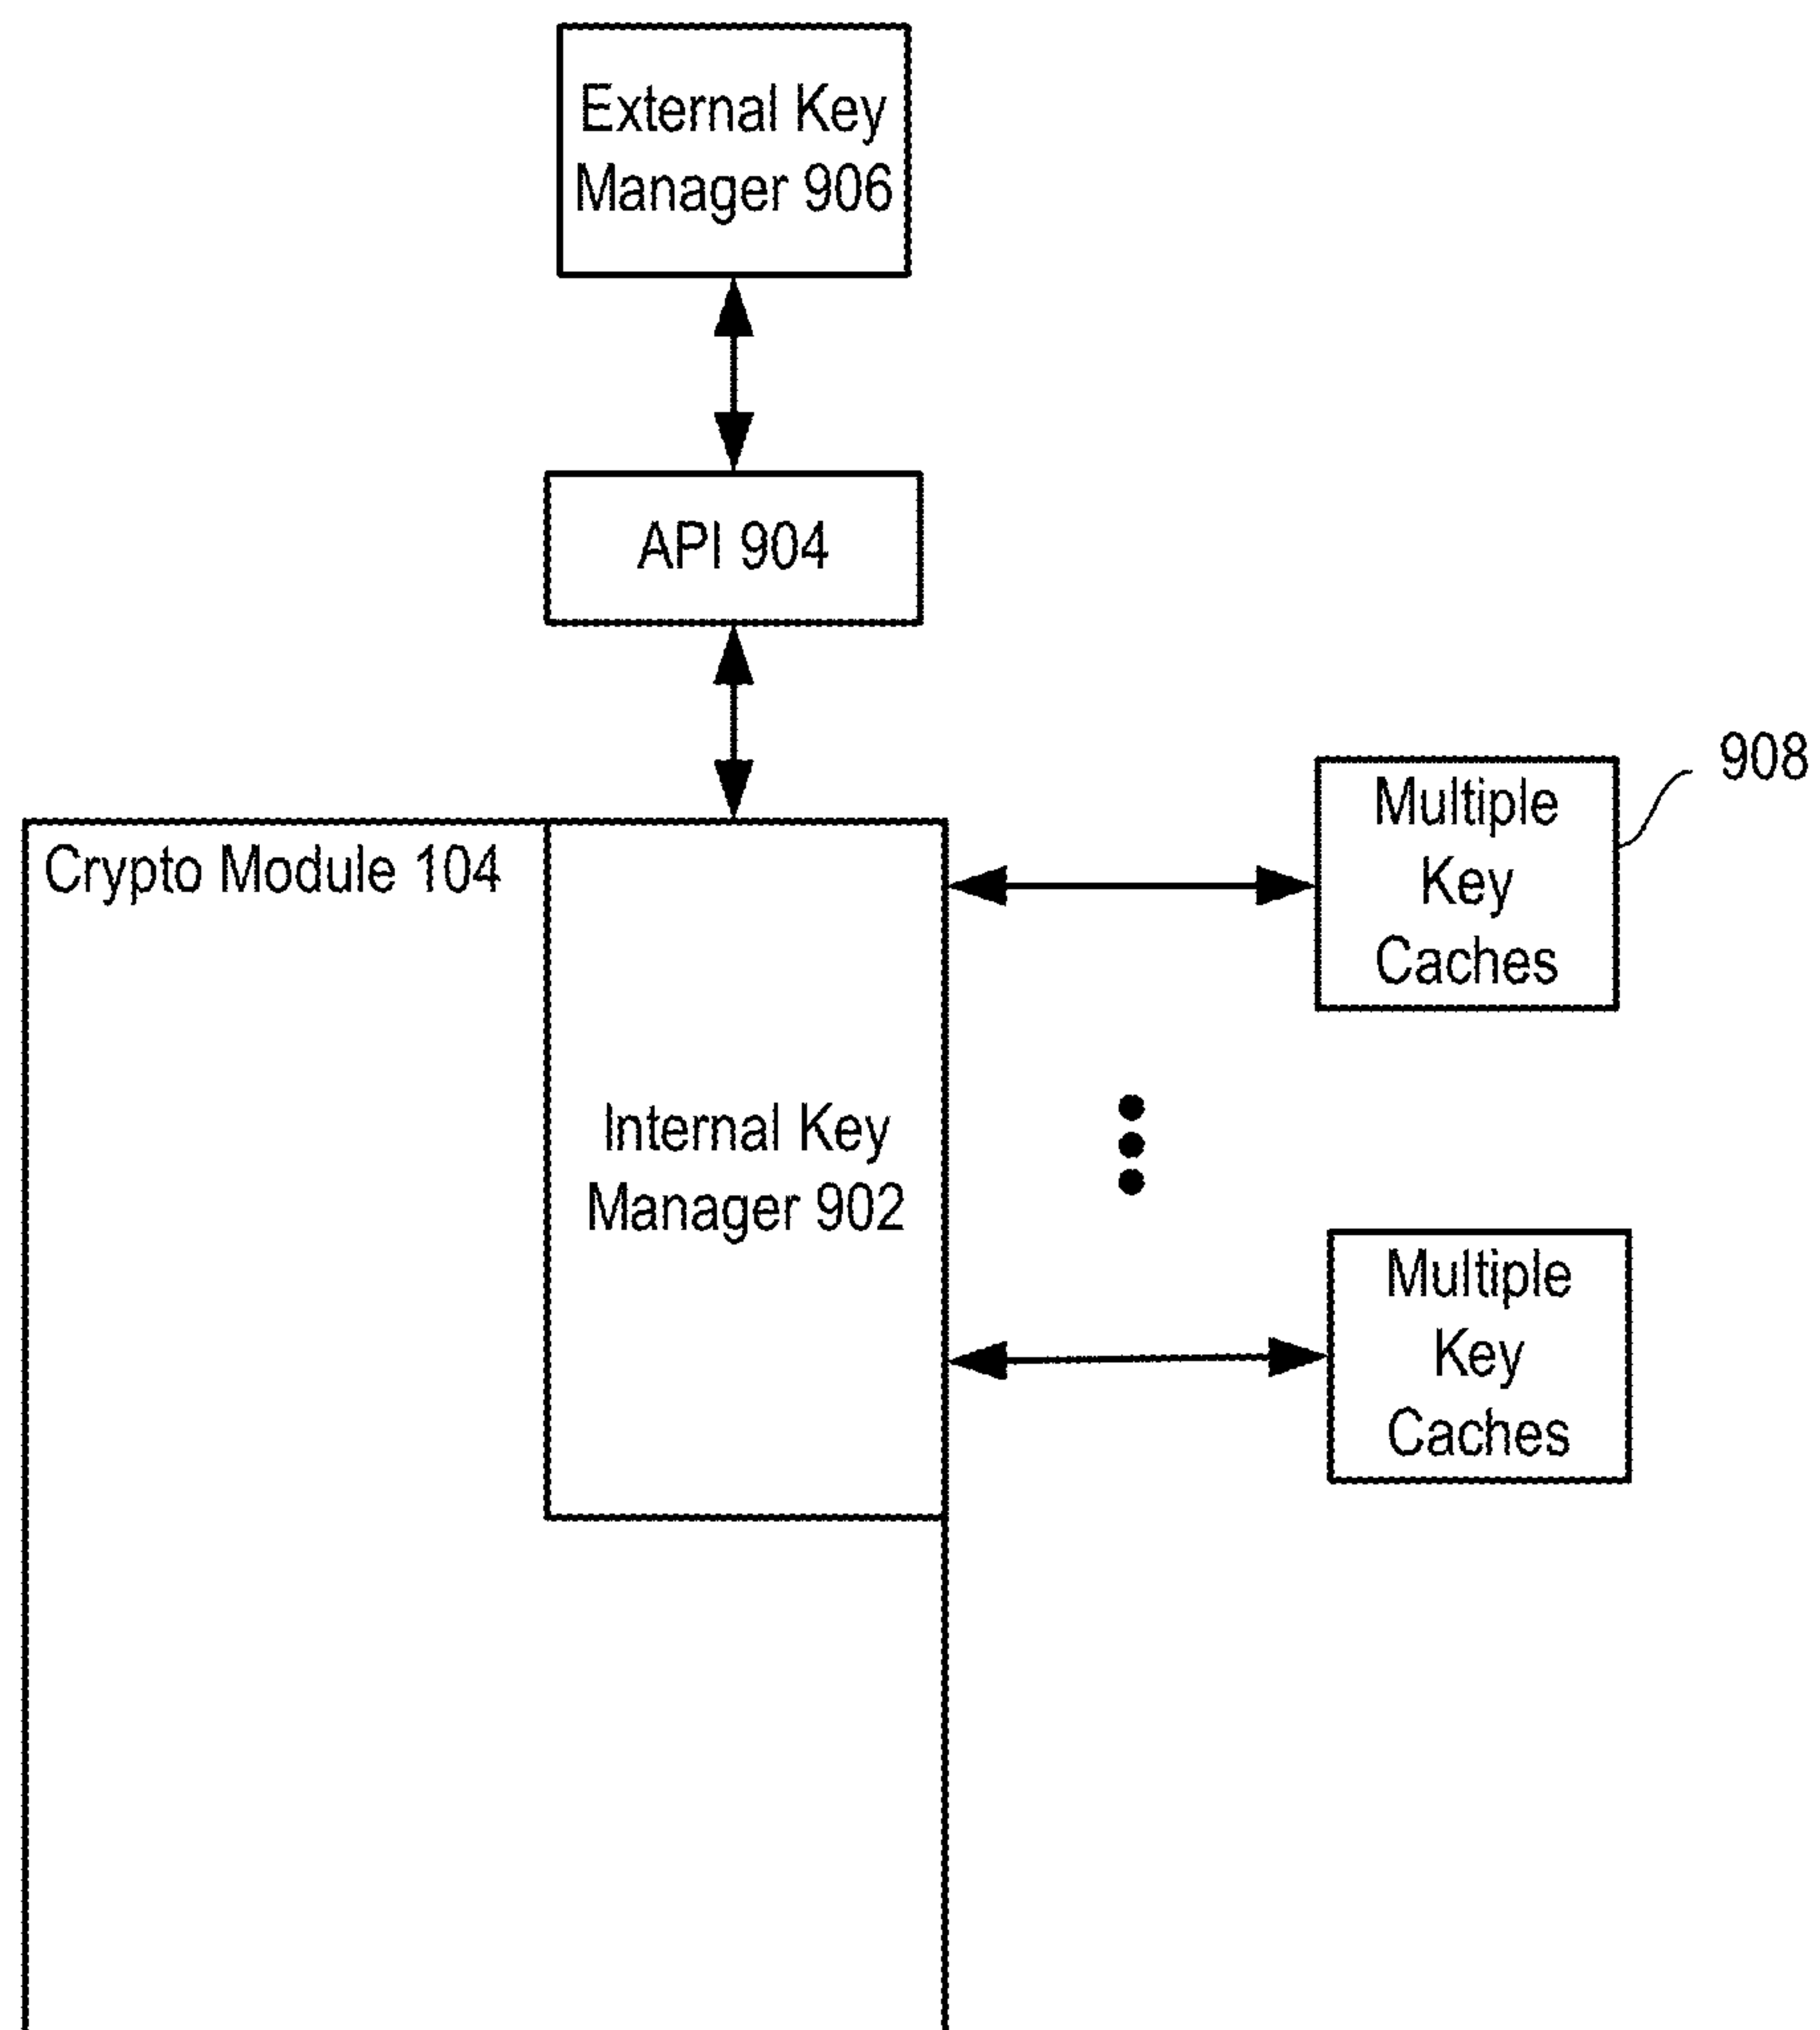 External Key
Manager 906
API 904
908
Crypto Module 104
Multiple
Key
Caches
Internal Key
Manager 902
Multiple
Key
Caches